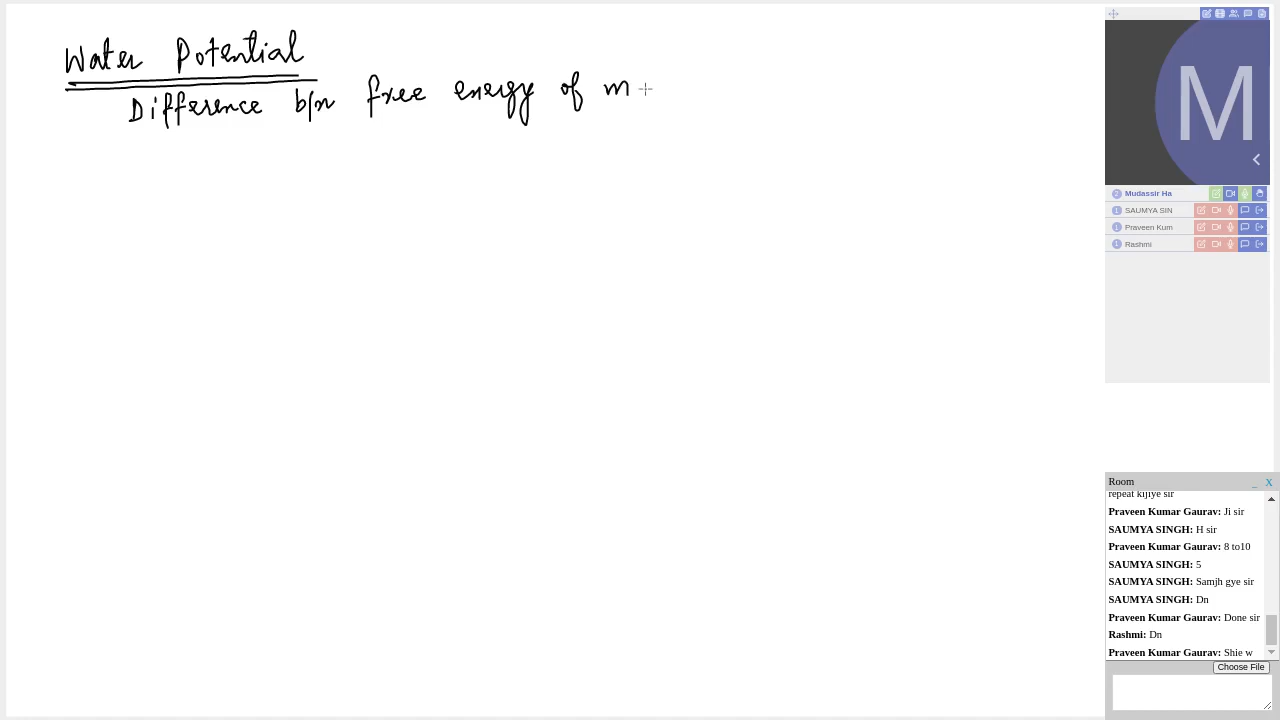 Water Potential
Difference b/n free energy of m
M
Mudassir Ha
SAUMYA SIN
Praveen Kum
Rashmi
Room
_ X
repeat kijiye sir
Praveen Kumar Gaurav: Ji sir
SAUMYA SINGH: H sir
Praveen Kumar Gaurav: 8 to10
SAUMYA SINGH: 5
SAUMYA SINGH: Samjh gye sir
SAUMYA SINGH: Dn
Praveen Kumar Gaurav: Done sir
Rashmi: Dn
Praveen Kumar Gaurav: Shie w
Choose File